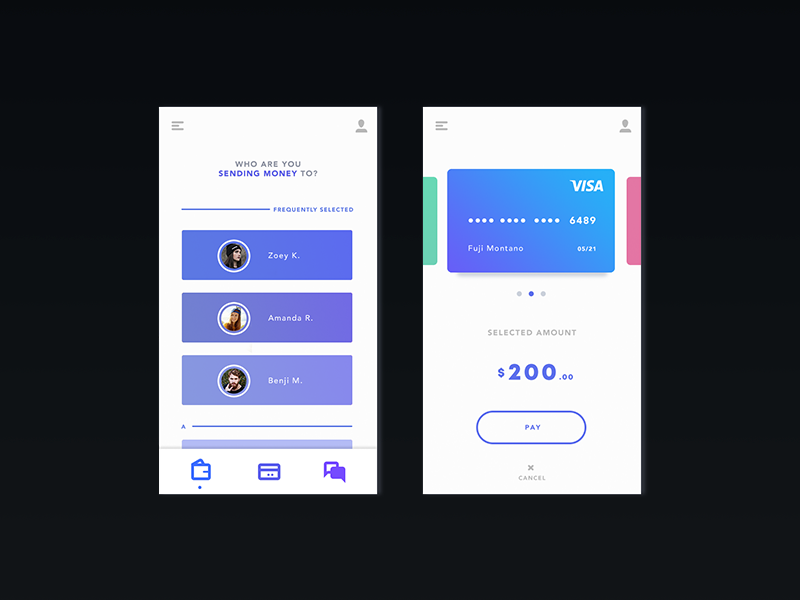 WHO ARE YOU
SENDING MONEY TO?
FREQUENTLY SELECTED
Zoey K.
Amanda R.
Benji M.
A
VISA
•••• •••• •••• 6489
Fuji Montano 05/21
SELECTED AMOUNT
$200.00
PAY
CANCEL